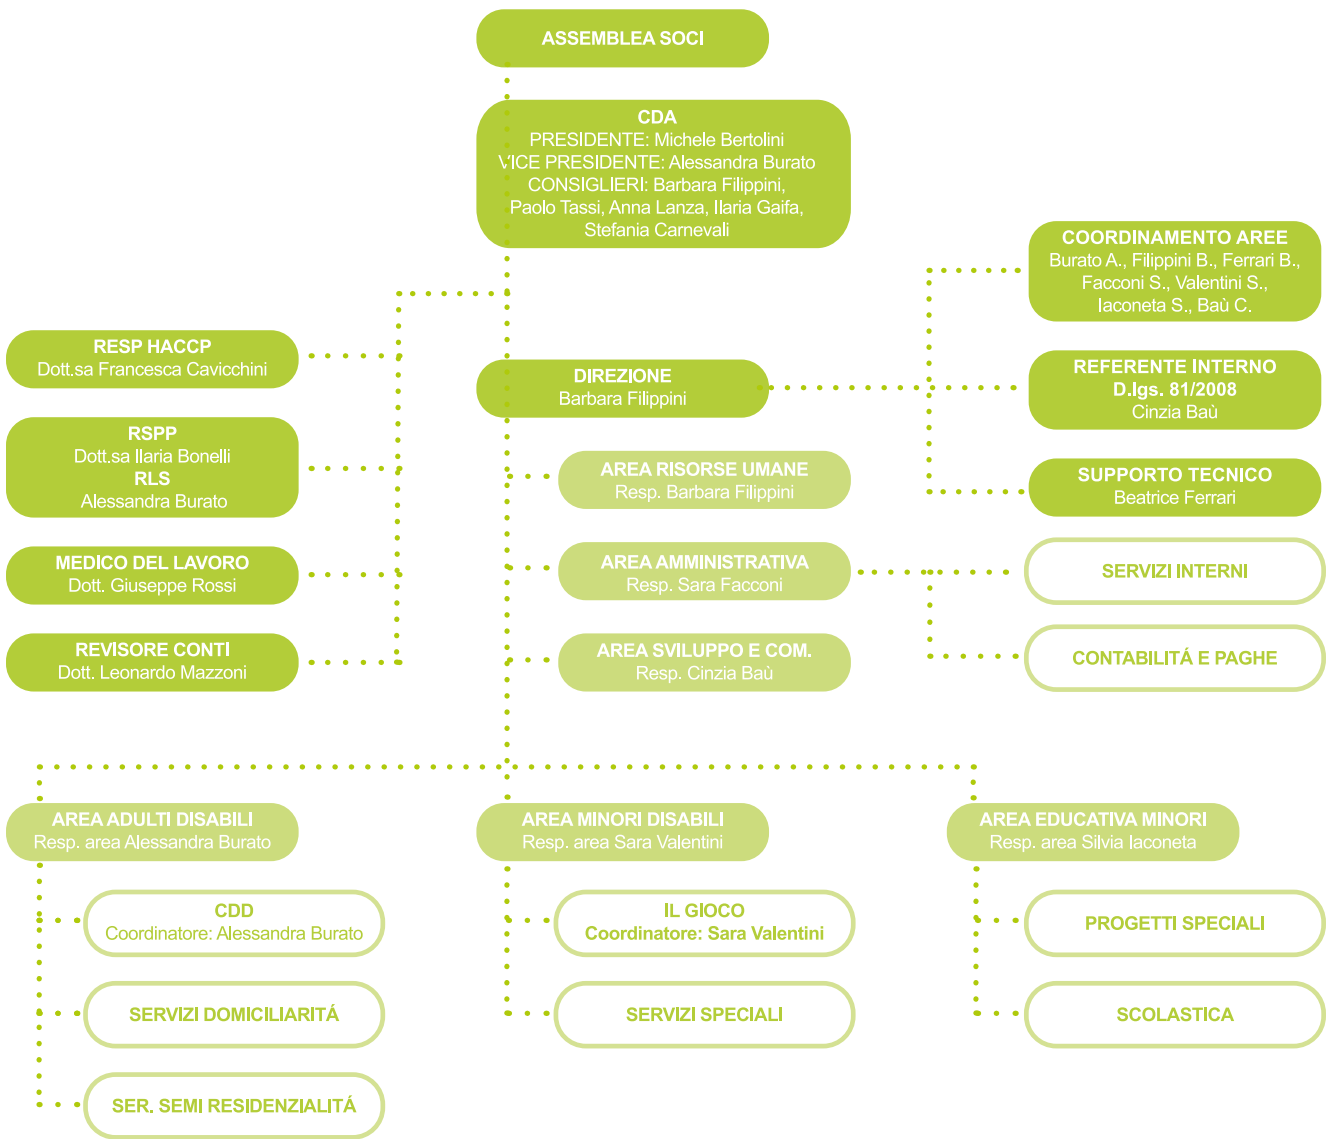 ASSEMBLEA SOCI
CDA
PRESIDENTE: Michele Bertolini
VICE PRESIDENTE: Alessandra Burato
CONSIGLIERI: Barbara Filippini,
Paolo Tassi, Anna Lanza, Ilaria Gaifa,
Stefania Carnevali
COORDINAMENTO AREE
Burato A., Filippini B., Ferrari B.,
Facconi S., Valentini S.,
Iaconeta S., Baù C.
RESP HACCP
Dott.sa Francesca Cavicchini
DIREZIONE
Barbara Filippini
REFERENTE INTERNO
D.lgs. 81/2008
Cinzia Baù
RSPP
Dott.sa Ilaria Bonelli
RLS
Alessandra Burato
AREA RISORSE UMANE
Resp. Barbara Filippini
SUPPORTO TECNICO
Beatrice Ferrari
MEDICO DEL LAVORO
Dott. Giuseppe Rossi
AREA AMMINISTRATIVA
Resp. Sara Facconi
SERVIZI INTERNI
REVISORE CONTI
Dott. Leonardo Mazzoni
AREA SVILUPPO E COM.
Resp. Cinzia Baù
CONTABILITÁ E PAGHE
AREA ADULTI DISABILI
Resp. area Alessandra Burato
AREA MINORI DISABILI
Resp. area Sara Valentini
AREA EDUCATIVA MINORI
Resp. area Silvia Iaconeta
CDD
Coordinatore: Alessandra Burato
IL GIOCO
Coordinatore: Sara Valentini
PROGETTI SPECIALI
SERVIZI DOMICILIARITÁ
SERVIZI SPECIALI
SCOLASTICA
SER. SEMI RESIDENZIALITÁ